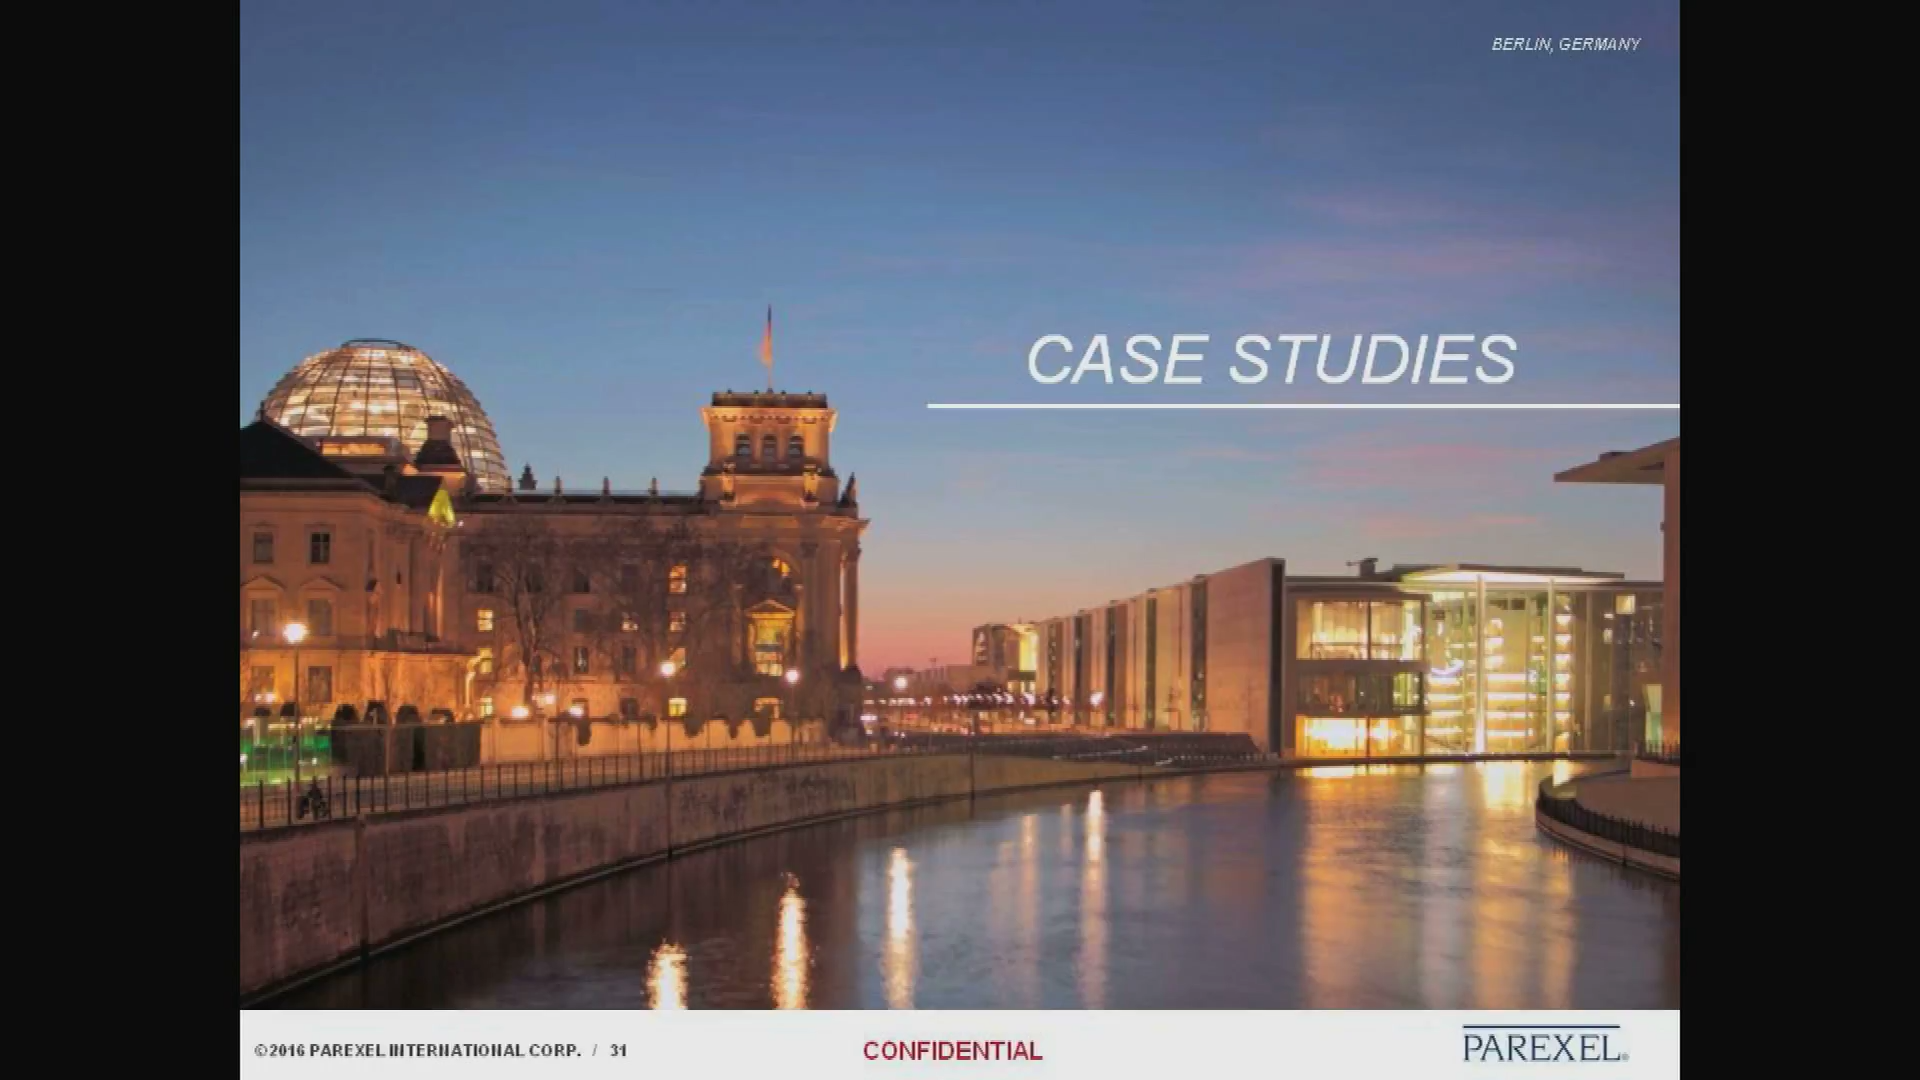 BERLIN, GERMANY
CASE STUDIES
©2016 PAREXEL INTERNATIONAL CORP. / 31
CONFIDENTIAL
PAREXEL®